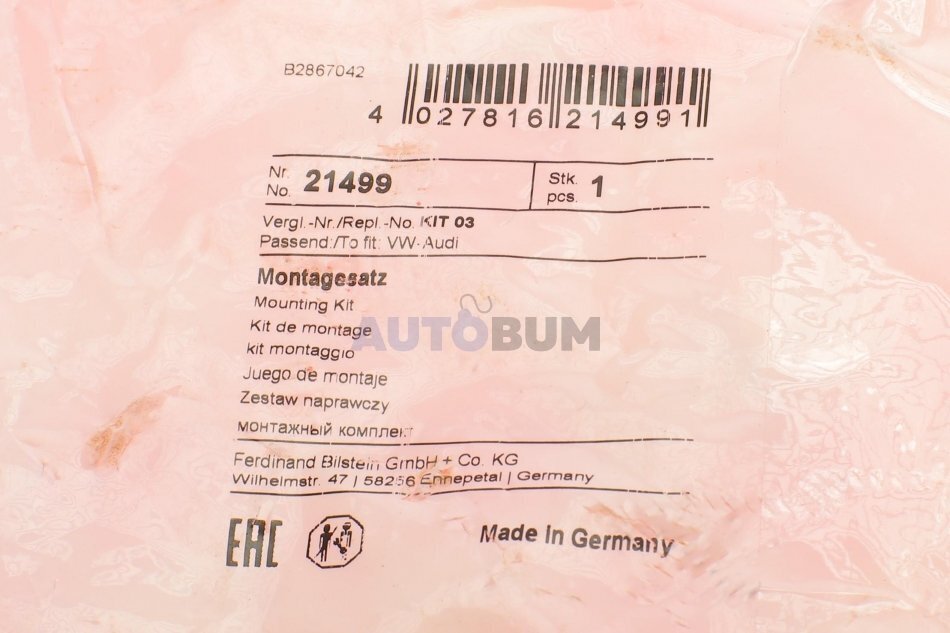 B2867042
4 027816 214991
Nr.
No. 21499
Stk.
pcs. 1
Vergl.-Nr./Repl.-No. KIT 03
Passend:/To fit: VW-Audi
Montagesatz
Mounting Kit
Kit de montage
AUTOBUM
kit montaggio
Juego de montaje
Zestaw naprawczy
монтажный комплект
Ferdinand Bilstein GmbH + Co. KG
Wilhelmstr. 47 | 58256 Ennepetal | Germany
EAC
Made in Germany